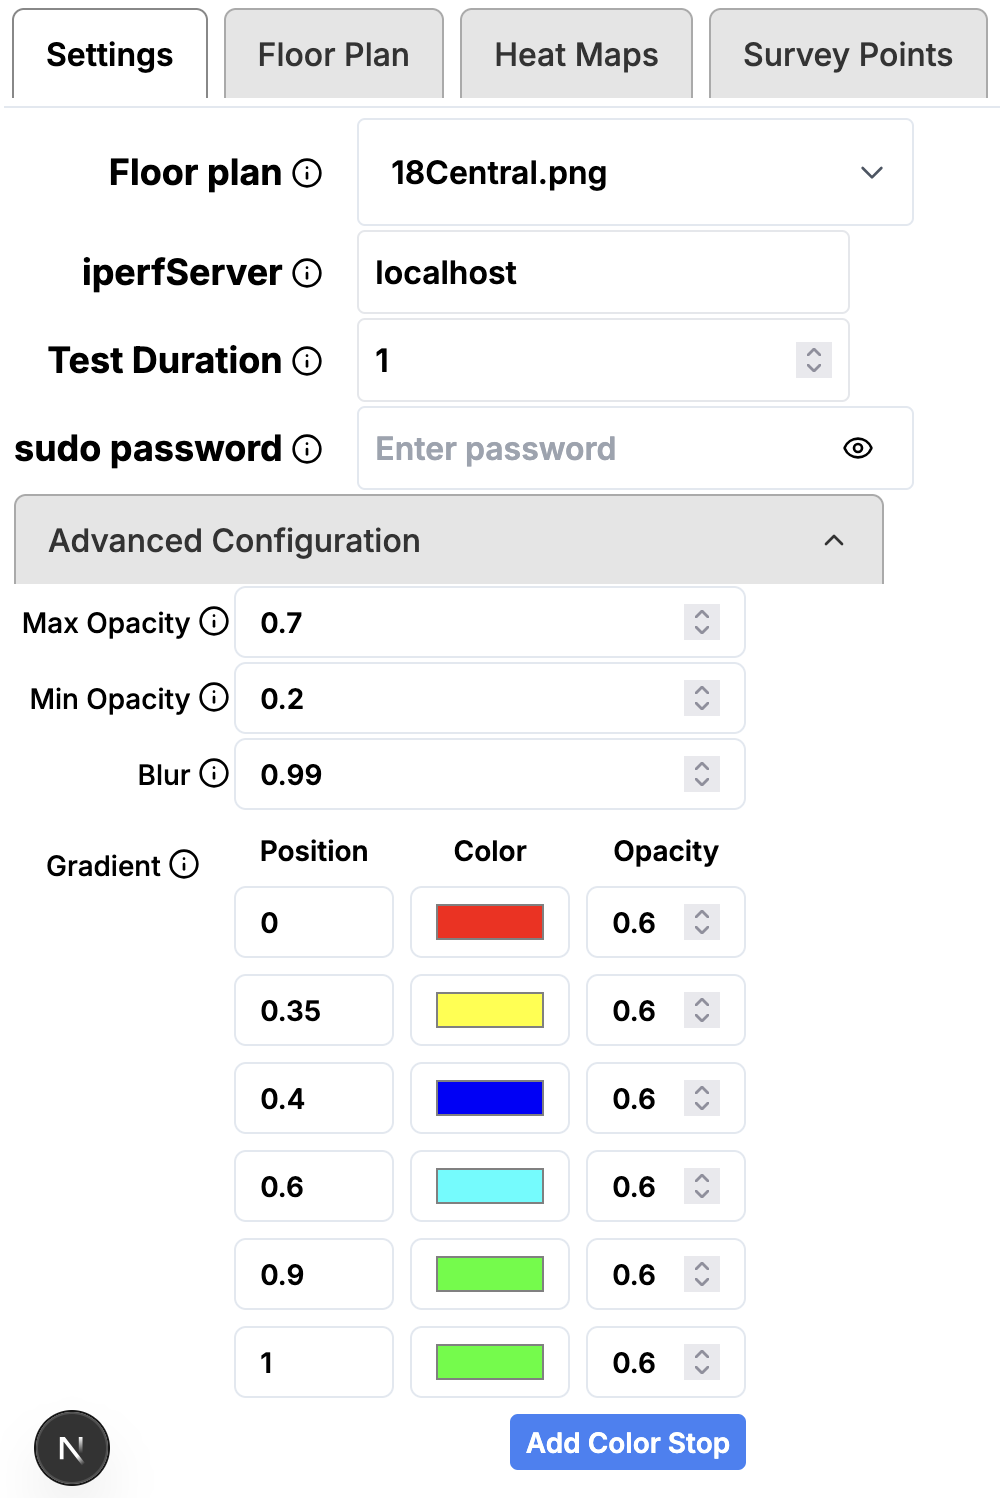 Settings Floor Plan Heat Maps Survey Points
Floor plan 18Central.png
iperfServer localhost
Test Duration 1
sudo password Enter password
Advanced Configuration
Max Opacity 0.7
Min Opacity 0.2
Blur 0.99
Gradient Position Color Opacity
0 0.6
0.35 0.6
0.4 0.6
0.6 0.6
0.9 0.6
1 0.6
N Add Color Stop